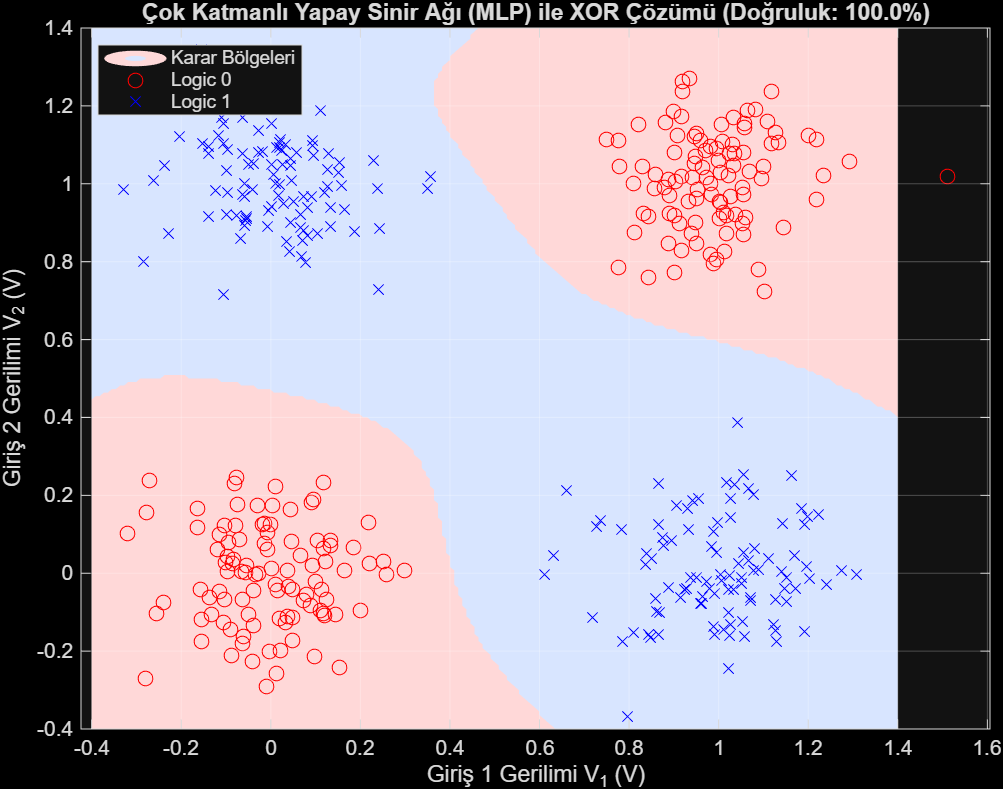 Çok Katmanlı Yapay Sinir Ağı (MLP) ile XOR Çözümü (Doğruluk: 100.0%)
Karar Bölgeleri
Logic 0
Logic 1
1.4
1.2
1
0.8
0.6
0.4
0.2
0
-0.2
-0.4
Giriş 2 Gerilimi V₂ (V)
-0.4 -0.2 0 0.2 0.4 0.6 0.8 1 1.2 1.4 1.6
Giriş 1 Gerilimi V₁ (V)